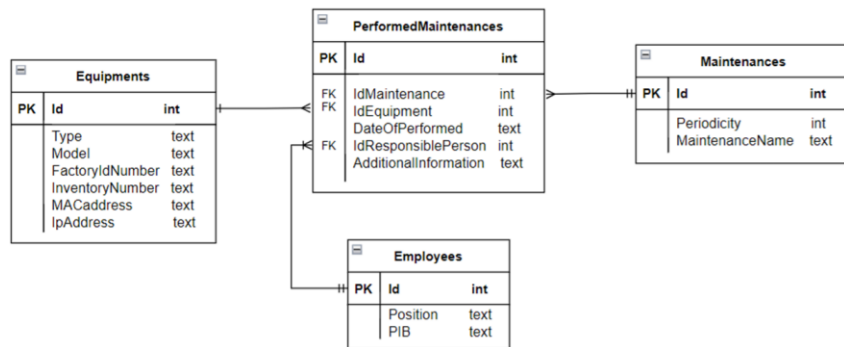 PerformedMaintenances
PK Id int
FK IdMaintenance int
FK IdEquipment int
DateOfPerformed text
FK IdResponsiblePerson int
AdditionalInformation text
Equipments
PK Id int
Type text
Model text
FactoryIdNumber text
InventoryNumber text
MACaddress text
IpAddress text
Maintenances
PK Id int
Periodicity int
MaintenanceName text
Employees
PK Id int
Position text
PIB text